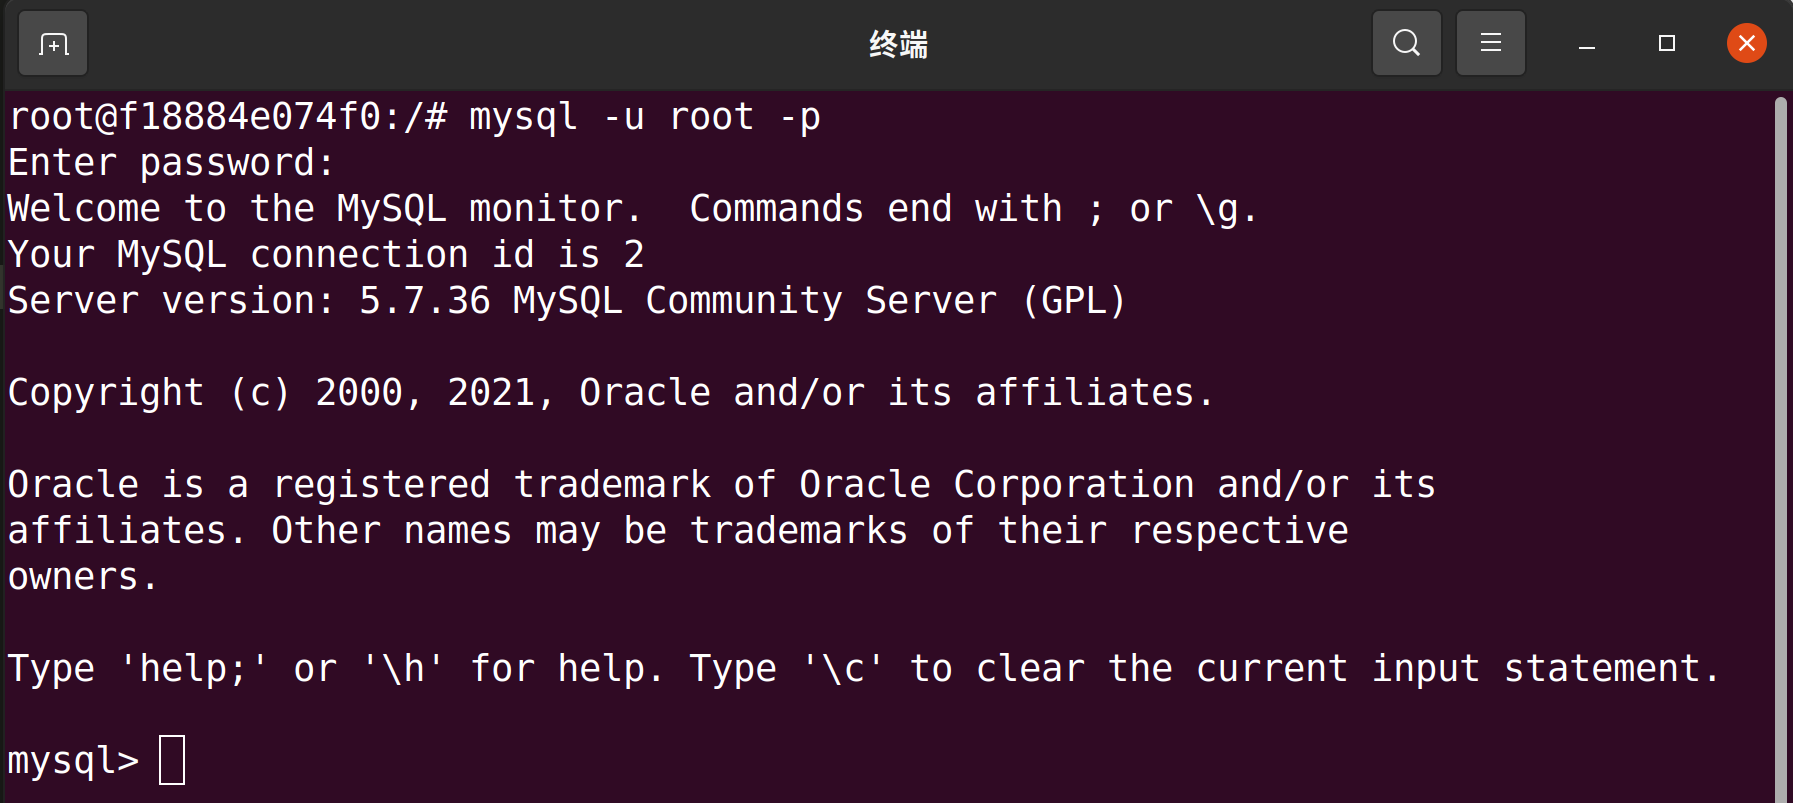 终端
root@f18884e074f0:/# mysql -u root -p
Enter password:
Welcome to the MySQL monitor.  Commands end with ; or \g.
Your MySQL connection id is 2
Server version: 5.7.36 MySQL Community Server (GPL)
Copyright (c) 2000, 2021, Oracle and/or its affiliates.
Oracle is a registered trademark of Oracle Corporation and/or its
affiliates. Other names may be trademarks of their respective
owners.
Type 'help;' or '\h' for help. Type '\c' to clear the current input statement.
mysql>